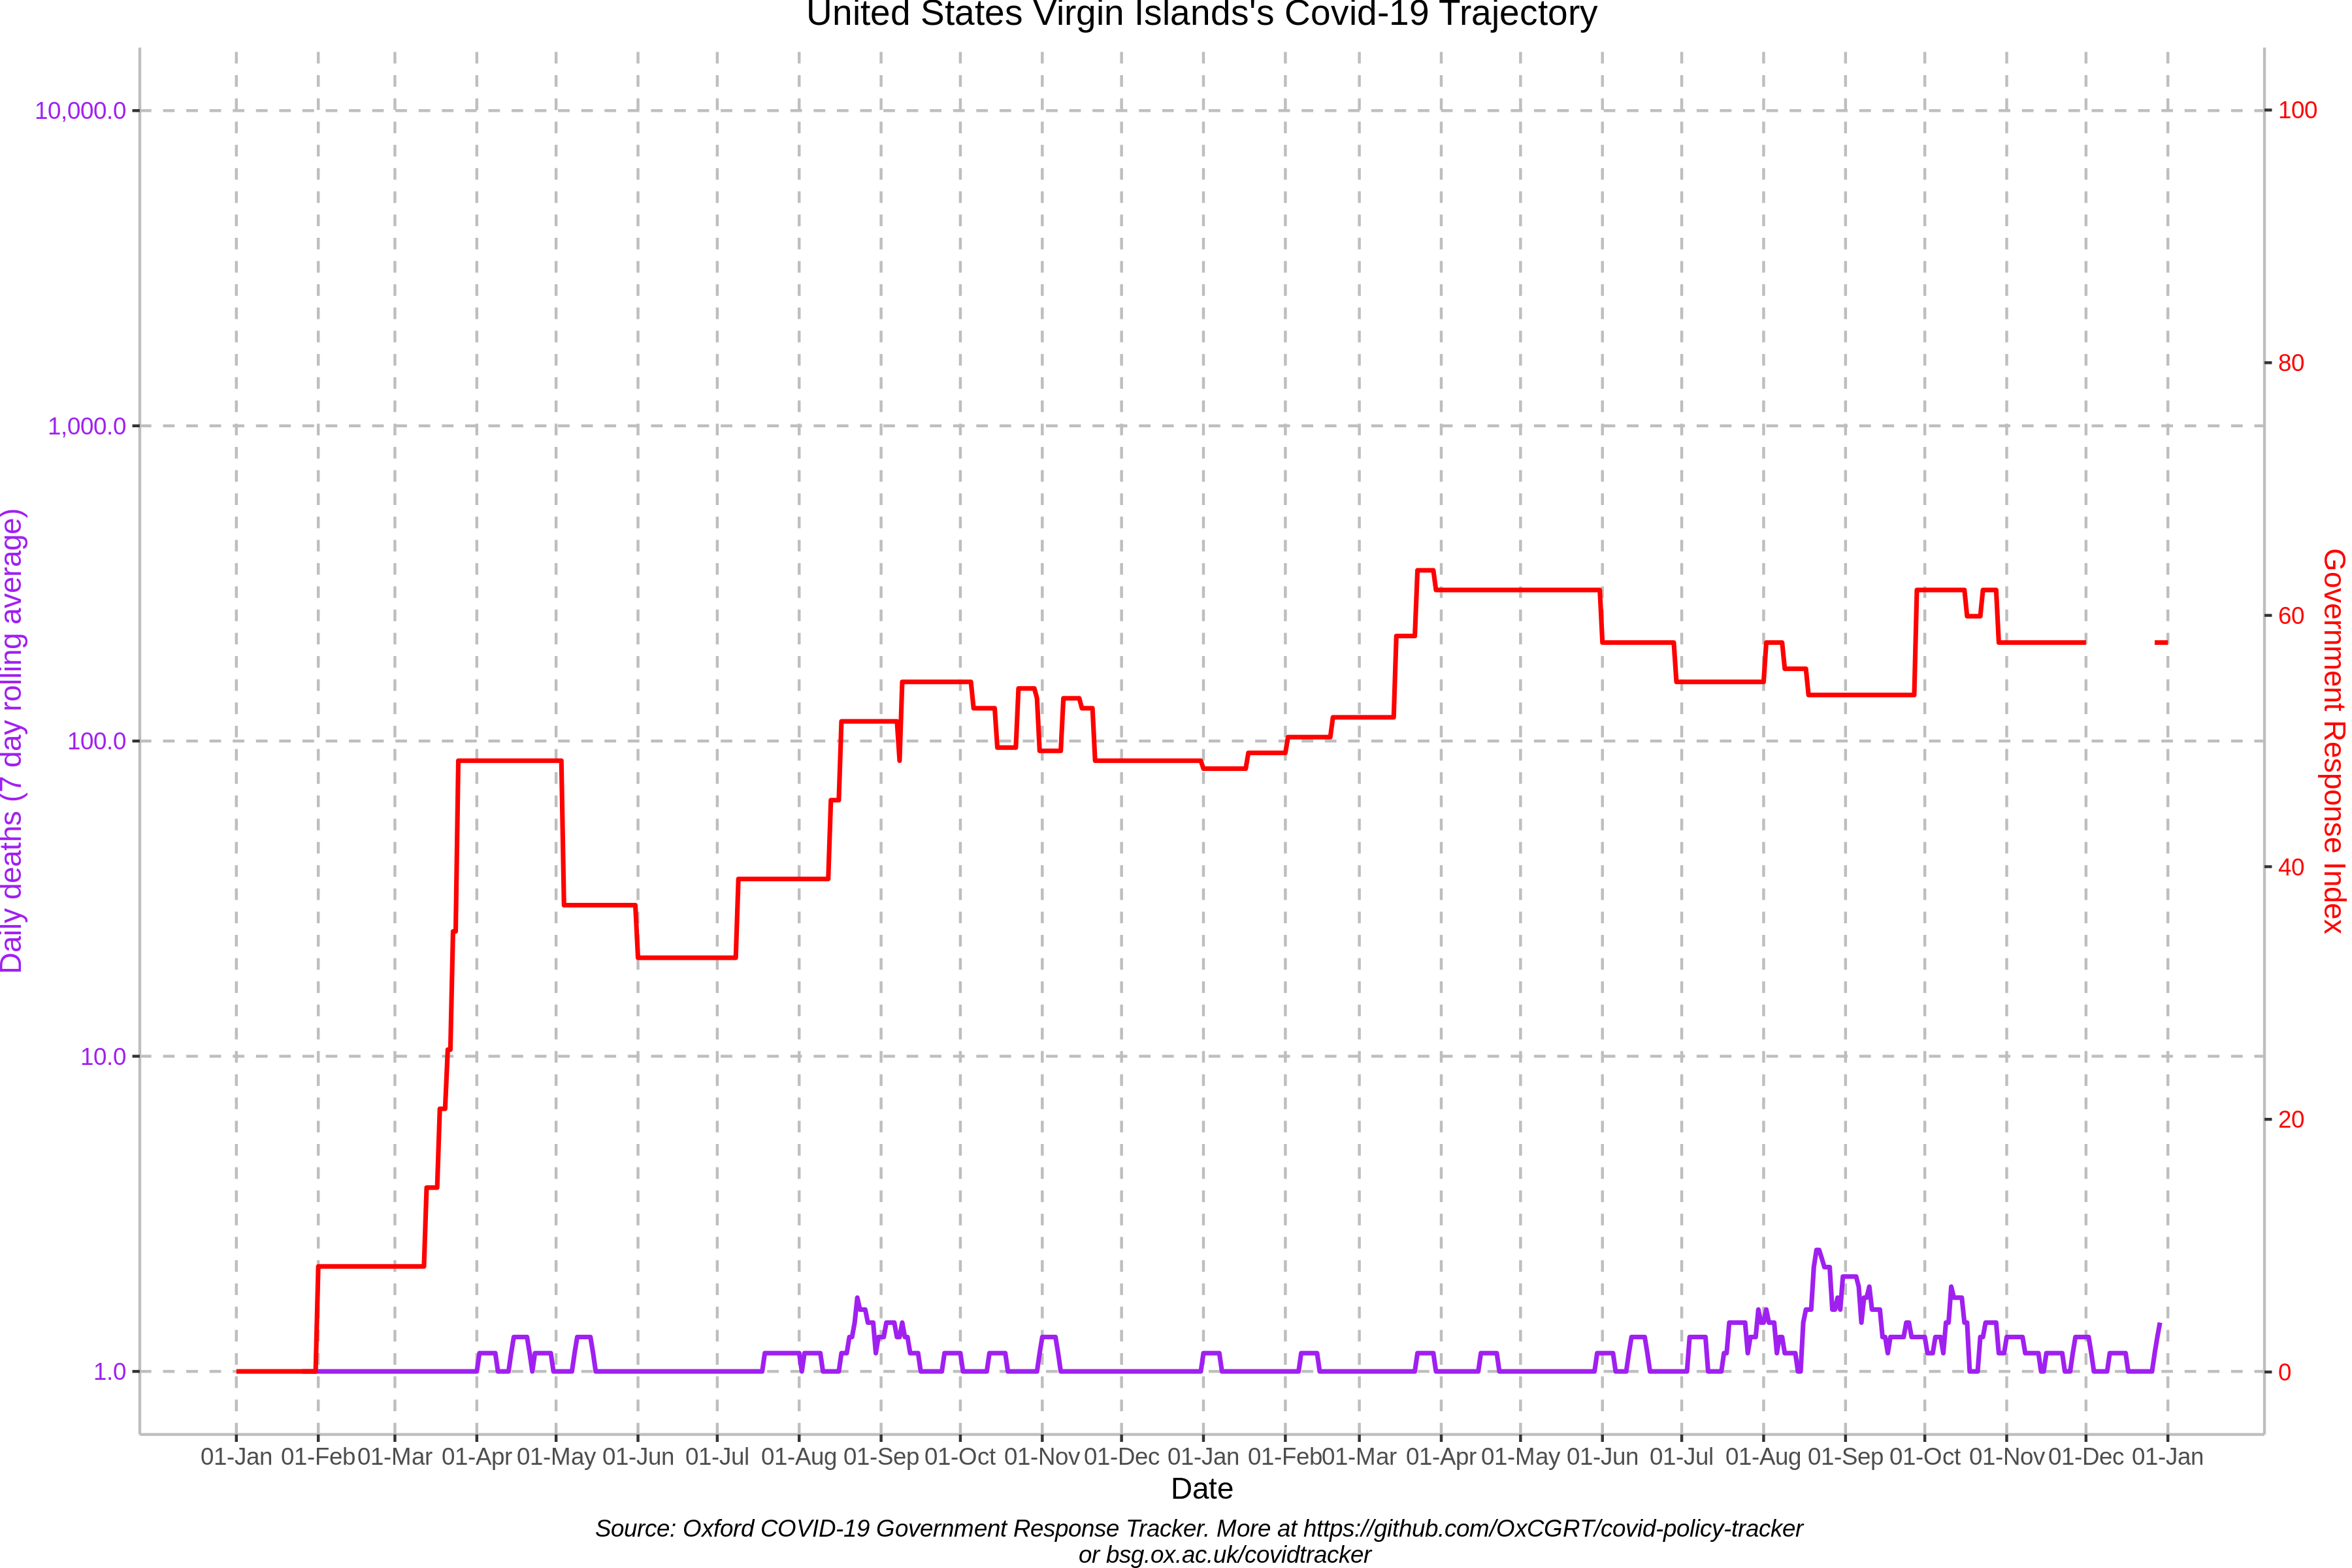 United States Virgin Islands's Covid-19 Trajectory
10,000.0
1,000.0
100.0
10.0
1.0
Daily deaths (7 day rolling average)
100
80
60
40
20
0
Government Response Index
01-Jan 01-Feb 01-Mar 01-Apr 01-May 01-Jun 01-Jul 01-Aug 01-Sep 01-Oct 01-Nov 01-Dec 01-Jan 01-Feb 01-Mar 01-Apr 01-May 01-Jun 01-Jul 01-Aug 01-Sep 01-Oct 01-Nov 01-Dec 01-Jan
Date
Source: Oxford COVID-19 Government Response Tracker. More at https://github.com/OxCGRT/covid-policy-tracker
or bsg.ox.ac.uk/covidtracker